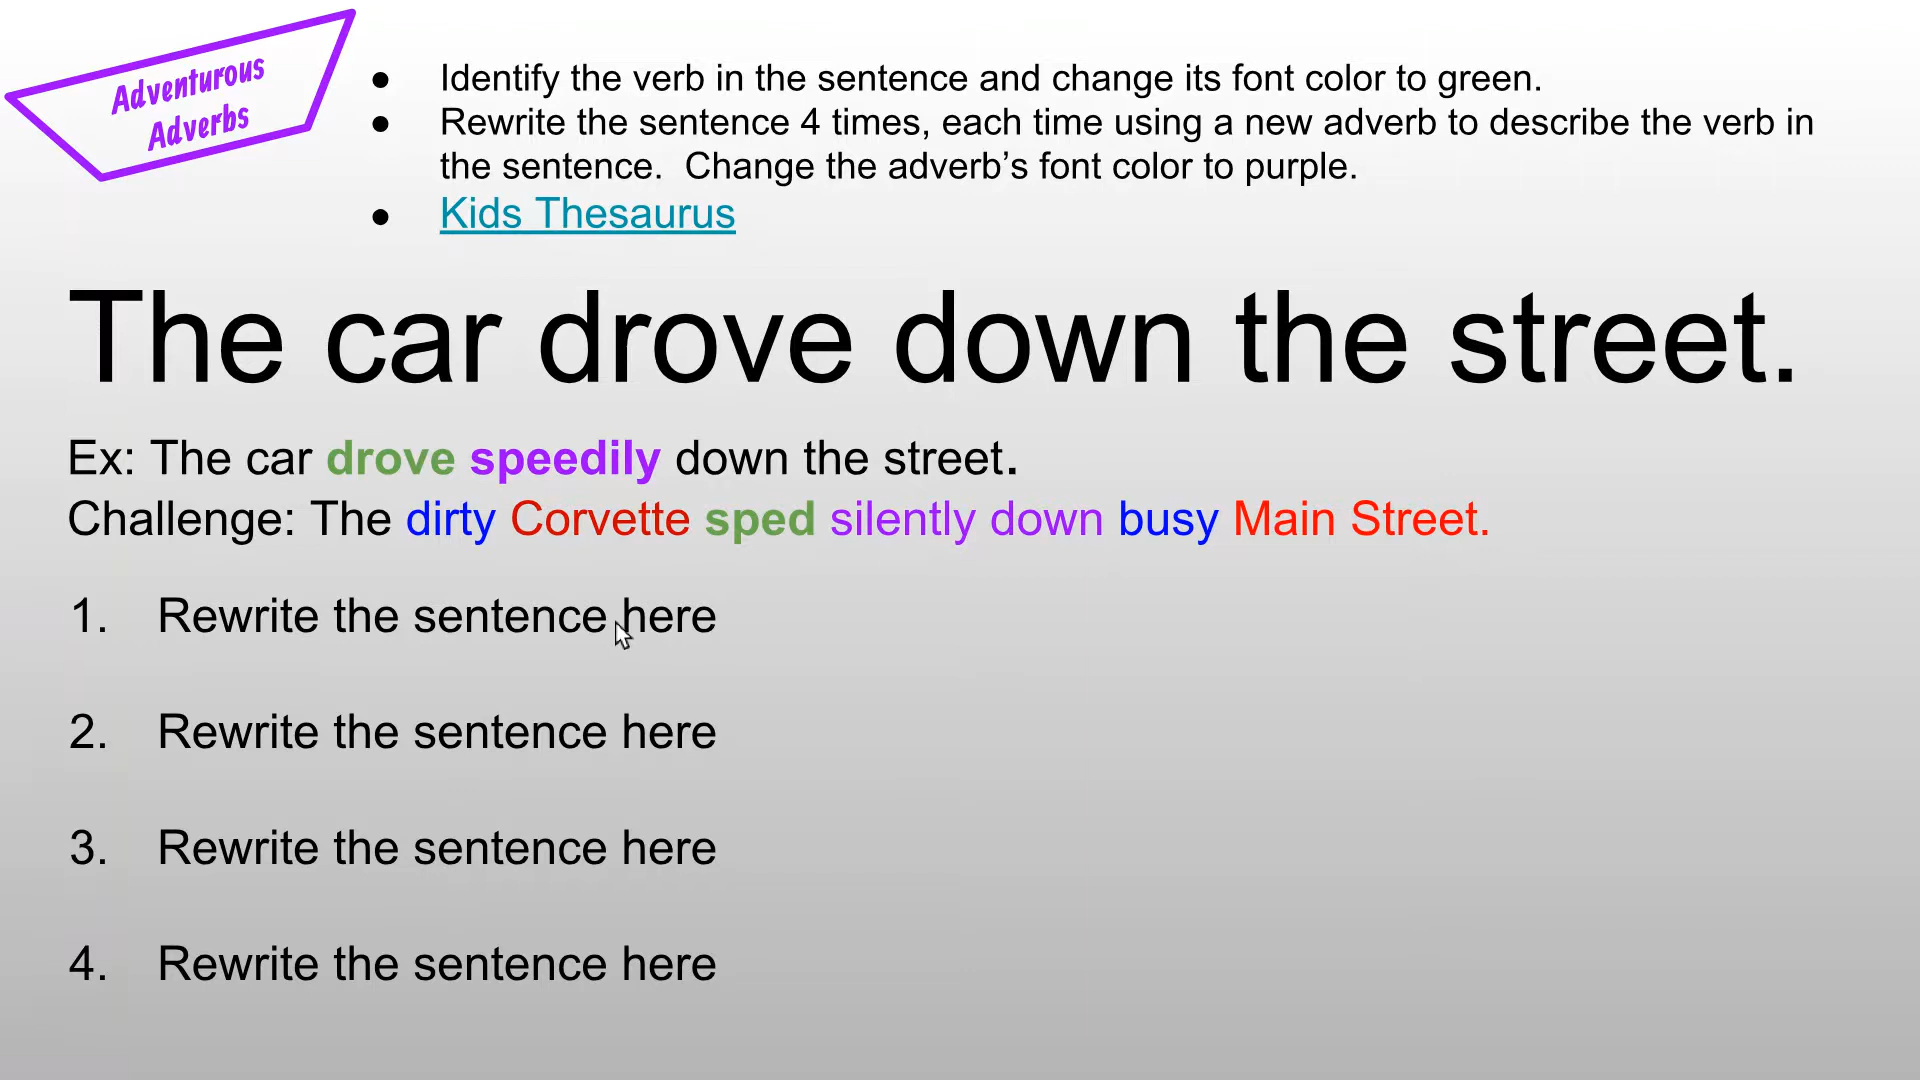 Adventurous
Adverbs
● Identify the verb in the sentence and change its font color to green.
● Rewrite the sentence 4 times, each time using a new adverb to describe the verb in
the sentence.  Change the adverb’s font color to purple.
● Kids Thesaurus
The car drove down the street.
Ex: The car drove speedily down the street.
Challenge: The dirty Corvette sped silently down busy Main Street.
1. Rewrite the sentence here
2. Rewrite the sentence here
3. Rewrite the sentence here
4. Rewrite the sentence here